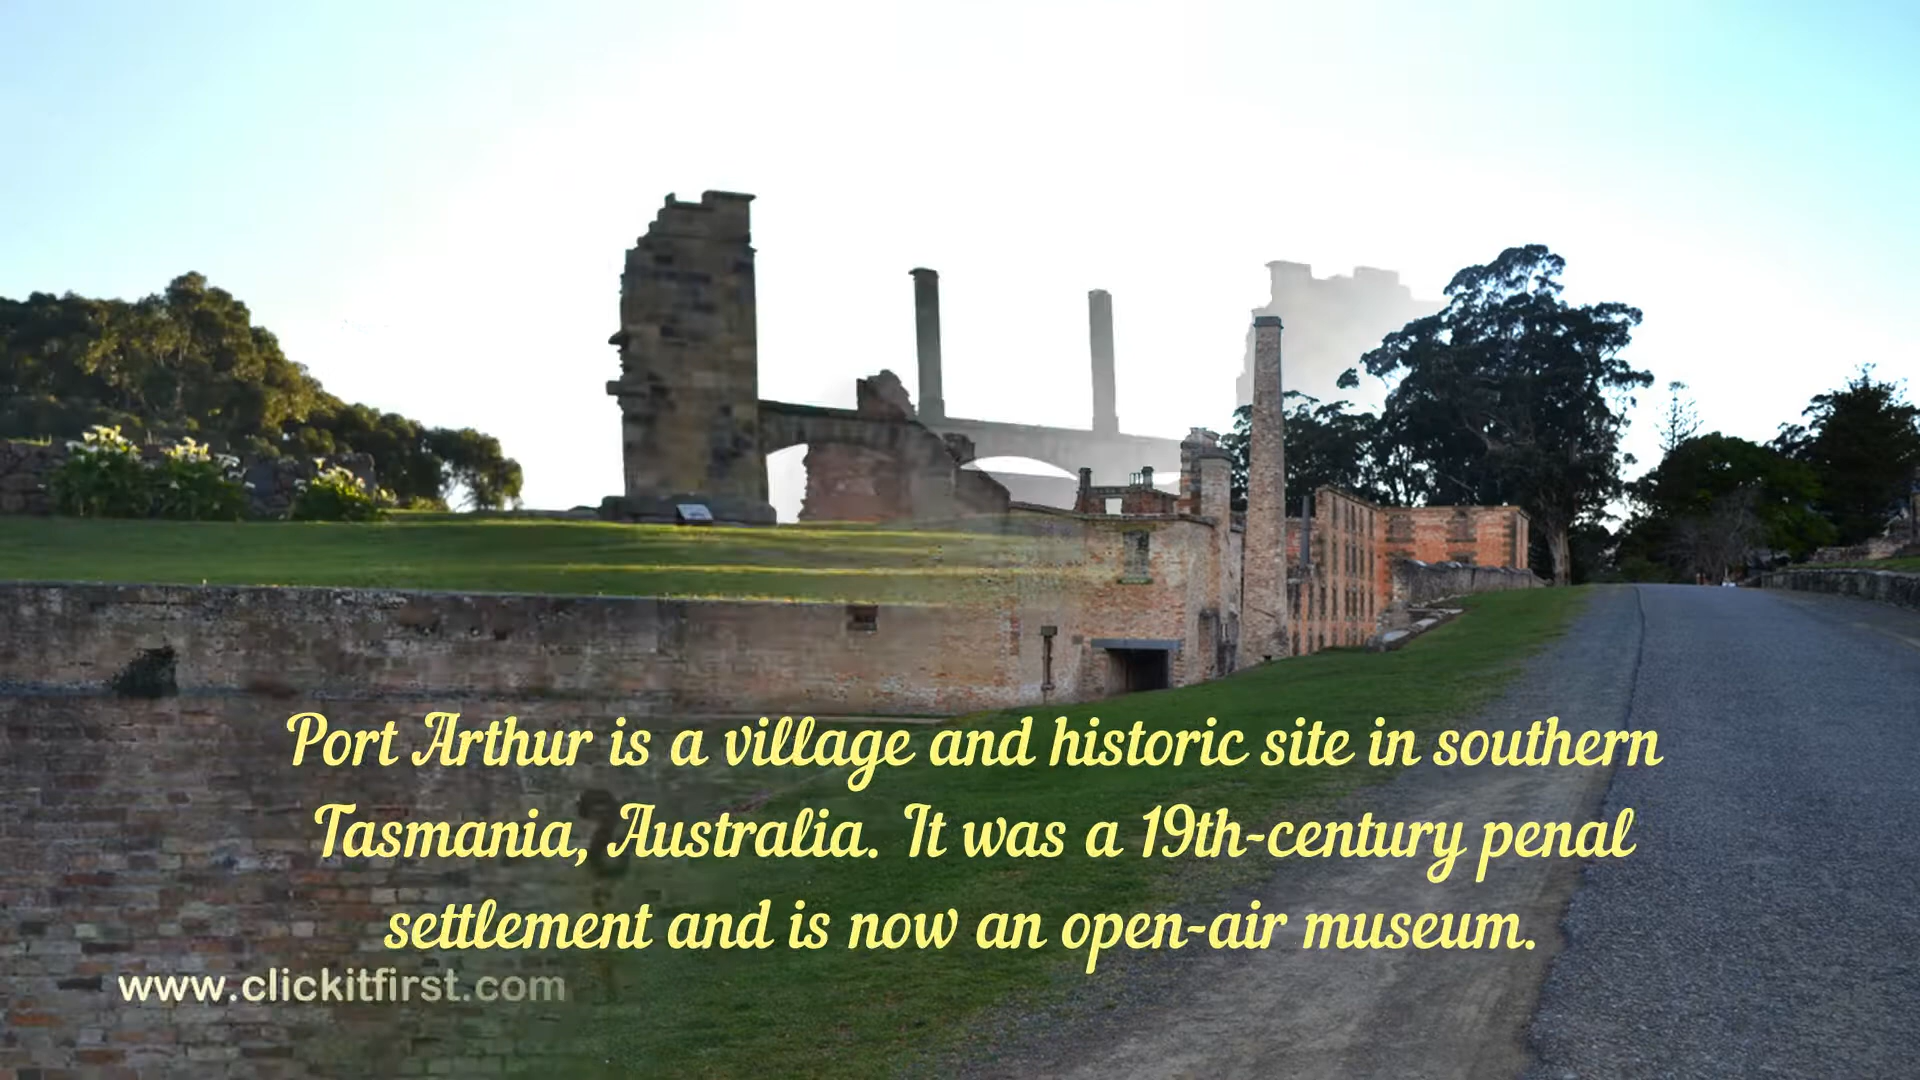 Port Arthur is a village and historic site in southern
Tasmania, Australia. It was a 19th-century penal
settlement and is now an open-air museum.
www.clickitfirst.com